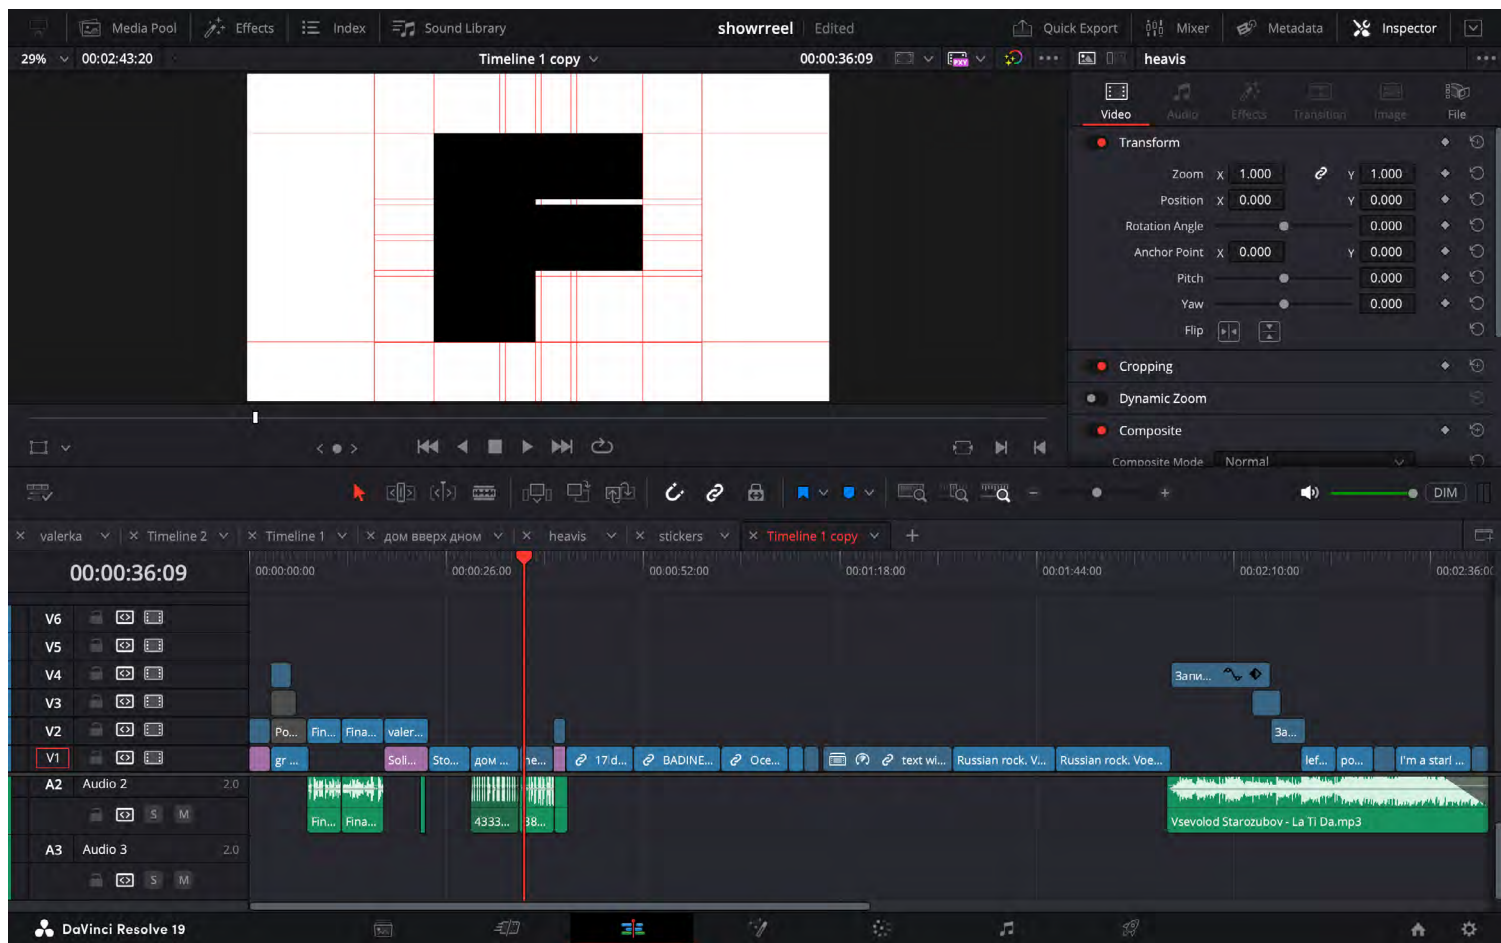 Media Pool Effects Index Sound Library showrreel Edited Quick Export Mixer Metadata Inspector
29% 00:02:43:20 Timeline 1 copy 00:00:36:09 PXY heavis
Video Audio Effects Transition Image File
Transform
Zoom X 1.000 Y 1.000
Position X 0.000 Y 0.000
Rotation Angle 0.000
Anchor Point X 0.000 Y 0.000
Pitch 0.000
Yaw 0.000
Flip
Cropping
Dynamic Zoom
Composite
Composite Mode Normal
F
DIM
valerka Timeline 2 Timeline 1 дом вверх дном heavis stickers Timeline 1 copy
00:00:36:09 00:00:00:00 00:00:26:00 00:00:52:00 00:01:18:00 00:01:44:00 00:02:10:00 00:02:36:00
V6
V5
V4 Запи...
V3
V2 Po... Fin... Fina... valer... За...
V1 gr ... Soli... Sto... дом ... he... 17id... BADINE... Oce... text wi... Russian rock. V... Russian rock. Voe... lef... po... I'm a starl ...
A2 Audio 2 2.0
S M Fin... Fina... 4333... 38... Vsevolod Starozubov - La Ti Da.mp3
A3 Audio 3 2.0
S M
DaVinci Resolve 19